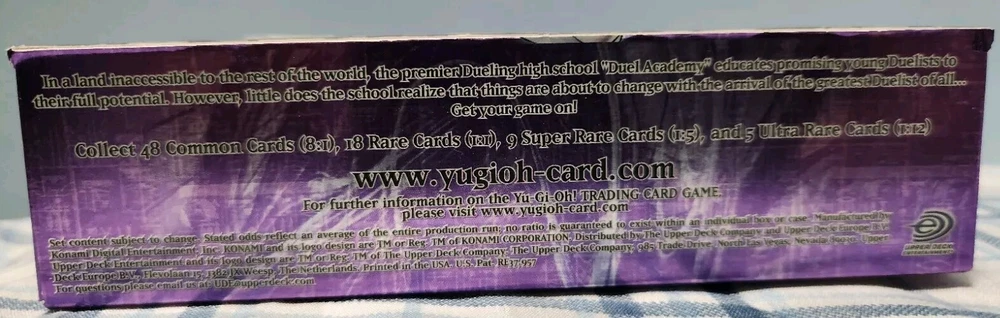 In a land inaccessible to the rest of the world, the premier Dueling high school "Duel Academy" educates promising young Duelists to
their full potential. However, little does the school realize that things are about to change with the arrival of the greatest Duelist of all...
Get your game on!
Collect 48 Common Cards (8:1), 18 Rare Cards (1:1), 9 Super Rare Cards (1:5), and 5 Ultra Rare Cards (1:12)
www.yugioh-card.com
For further information on the Yu-Gi-Oh! TRADING CARD GAME,
please visit www.yugioh-card.com
Set content subject to change. Stated odds reflect an average of the entire production run; no ratio is guaranteed to exist within an individual box or case. Manufactured by
Konami Digital Entertainment, Inc. KONAMI and its logo design are TM or Reg. TM of KONAMI CORPORATION. Distributed by The Upper Deck Company and Upper Deck Europe B.V.
Upper Deck Entertainment and its logo design are TM or Reg. TM of The Upper Deck Company. The Upper Deck Company, 985 Trade Drive, North Las Vegas, Nevada Upper
Deck Europe B.V., Flevolaan 15, 1382 JX Weesp, The Netherlands. Printed in the USA. U.S. Pat. RE37,957
For questions please email us at: UDE@upperdeck.com
UPPER DECK
ENTERTAINMENT